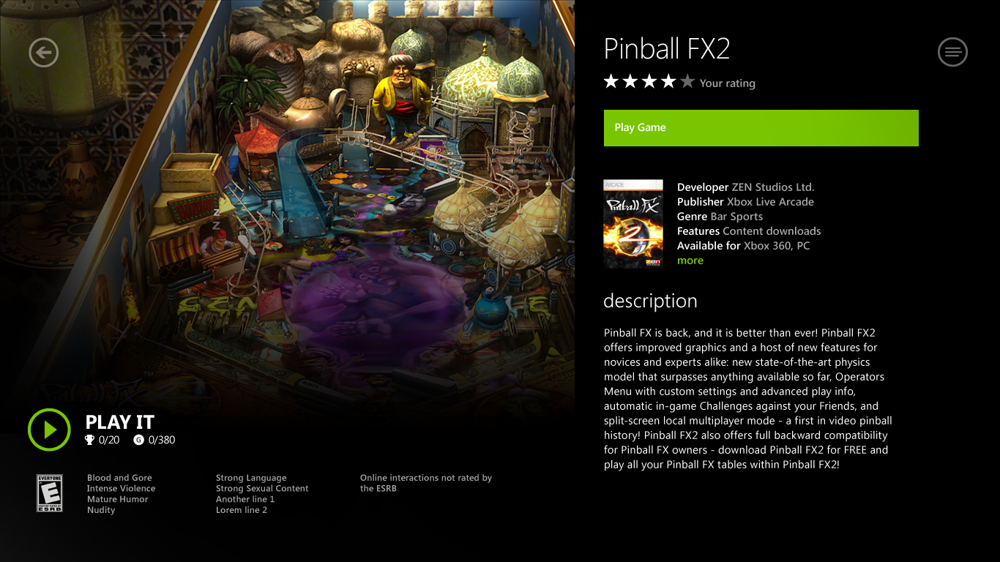 Pinball FX2
Your rating
Play Game
ARCADE
Pinball FX
2
ZEN
Developer ZEN Studios Ltd.
Publisher Xbox Live Arcade
Genre Bar Sports
Features Content downloads
Available for Xbox 360, PC
more
description
Pinball FX is back, and it is better than ever! Pinball FX2
offers improved graphics and a host of new features for
novices and experts alike: new state-of-the-art physics
model that surpasses anything available so far, Operators
Menu with custom settings and advanced play info,
automatic in-game Challenges against your Friends, and
split-screen local multiplayer mode - a first in video pinball
history! Pinball FX2 also offers full backward compatibility
for Pinball FX owners - download Pinball FX2 for FREE and
play all your Pinball FX tables within Pinball FX2!
ZEN
Pinball FX
TM
PLAY IT
0/20 G 0/380
EVERYONE
E
CONTENT RATED BY
ESRB
Blood and Gore
Intense Violence
Mature Humor
Nudity
Strong Language
Strong Sexual Content
Another line 1
Lorem line 2
Online interactions not rated by
the ESRB